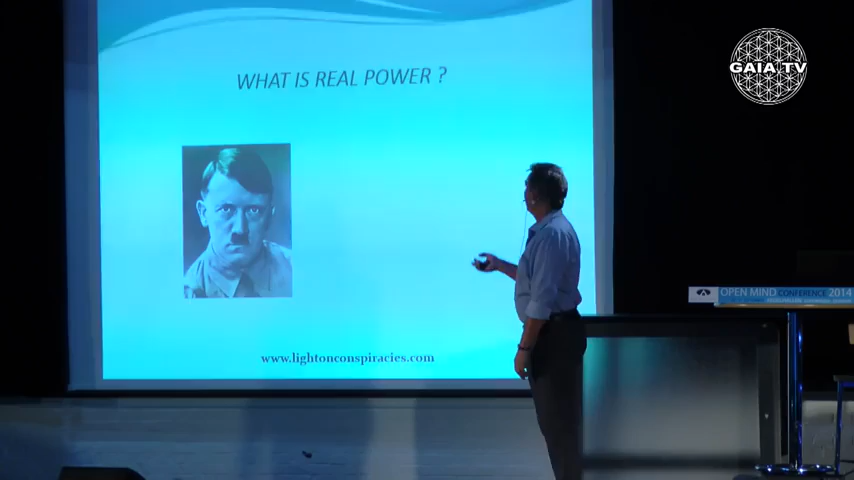 WHAT IS REAL POWER ?
GAIA TV
OPEN MIND CONFERENCE 2014
www.lightonconspiracies.com